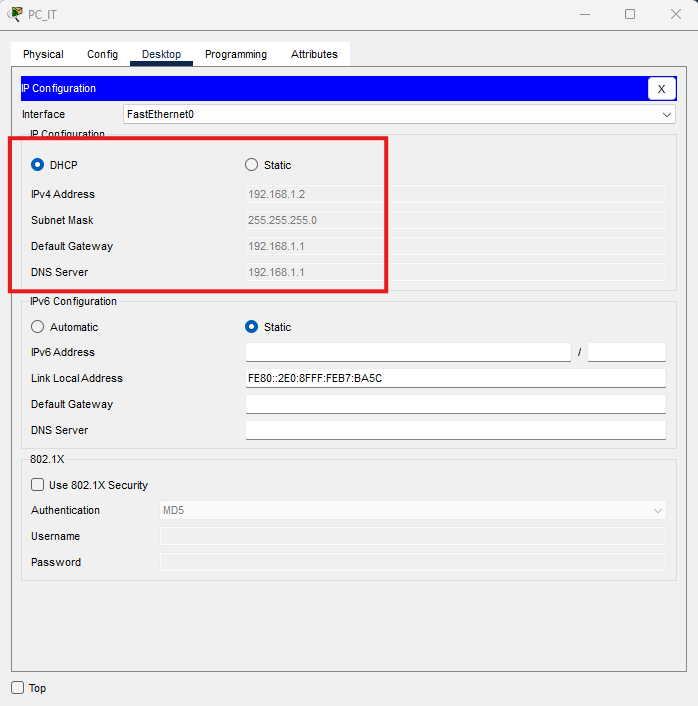 PC_IT
Physical Config Desktop Programming Attributes
IP Configuration X
Interface FastEthernet0
IP Configuration
DHCP Static
IPv4 Address 192.168.1.2
Subnet Mask 255.255.255.0
Default Gateway 192.168.1.1
DNS Server 192.168.1.1
IPv6 Configuration
Automatic Static
IPv6 Address /
Link Local Address FE80::2E0:8FFF:FEB7:BA5C
Default Gateway
DNS Server
802.1X
Use 802.1X Security
Authentication MD5
Username
Password
Top